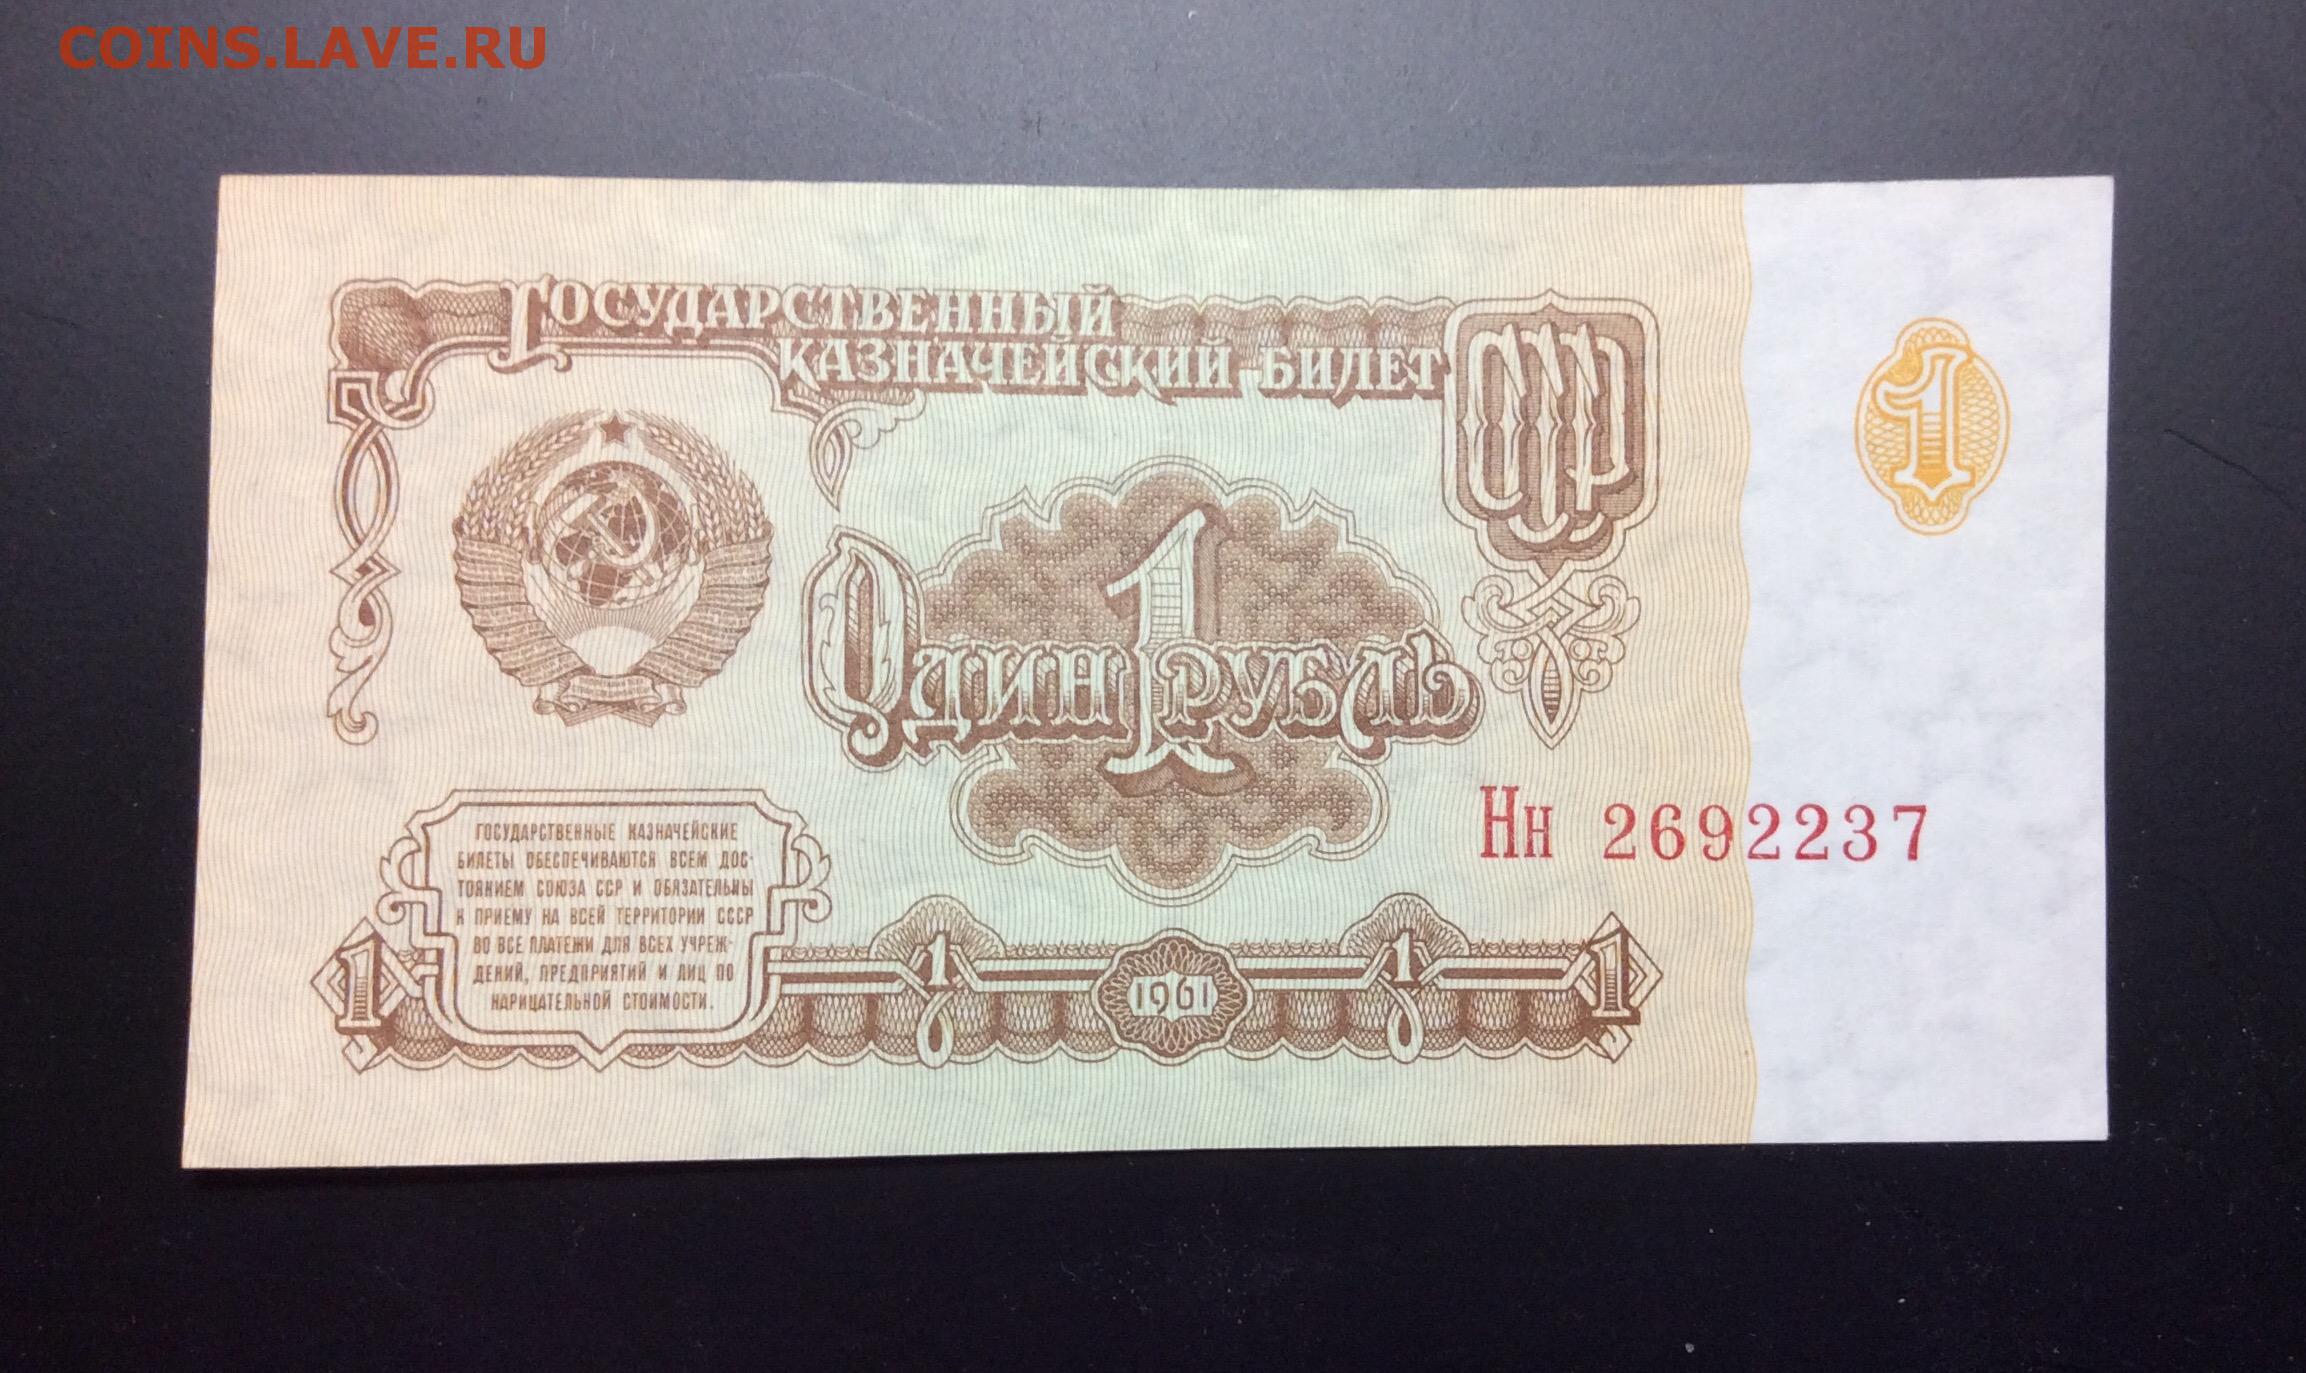 COINS.LAVE.RU
ГОСУДАРСТВЕННЫЙ
КАЗНАЧЕЙСКИЙ БИЛЕТ
СССР
1
1
ОДИН РУБЛЬ
Нн 2692237
ГОСУДАРСТВЕННЫЕ КАЗНАЧЕЙСКИЕ
БИЛЕТЫ ОБЕСПЕЧИВАЮТСЯ ВСЕМ ДОС-
ТОЯНИЕМ СОЮЗА ССР И ОБЯЗАТЕЛЬНЫ
К ПРИЕМУ НА ВСЕЙ ТЕРРИТОРИИ СССР
ВО ВСЕ ПЛАТЕЖИ ДЛЯ ВСЕХ УЧРЕЖ-
ДЕНИЙ, ПРЕДПРИЯТИЙ И ЛИЦ ПО
НАРИЦАТЕЛЬНОЙ СТОИМОСТИ.
1 1 1961 1 1